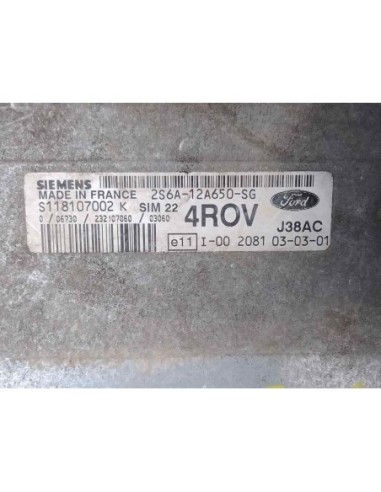 SIEMENS
MADE IN FRANCE 2S6A-12A650-SG
S118107002 K SIM 22 4ROV Ford
0 / 06730 / 232107060 / 03060 J38AC
e11 I-00 2081 03-03-01